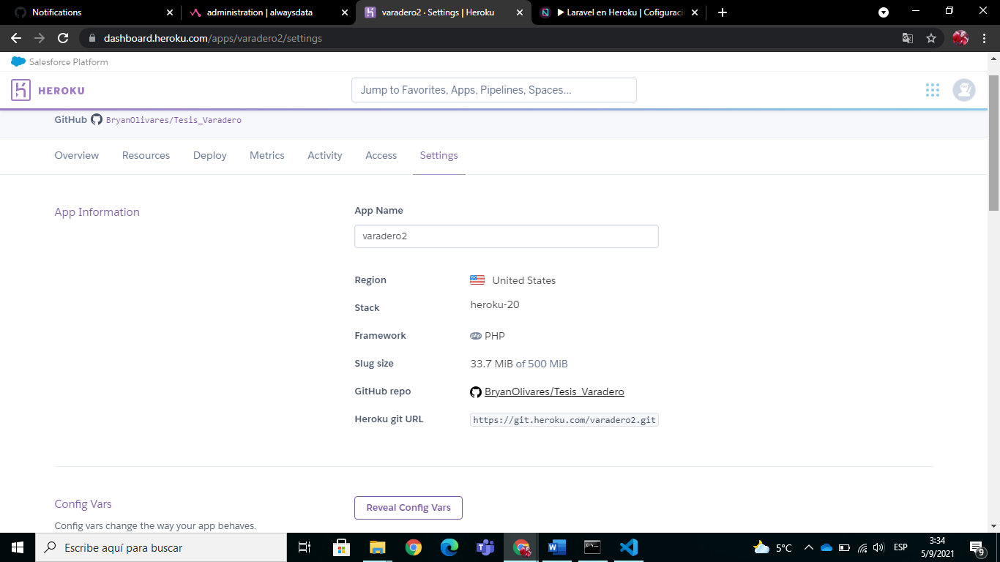 Notifications
administration | alwaysdata
varadero2 · Settings | Heroku
▶ Laravel en Heroku | Cofiguraci
dashboard.heroku.com/apps/varadero2/settings
Salesforce Platform
HEROKU
Jump to Favorites, Apps, Pipelines, Spaces...
GitHub BryanOlivares/Tesis_Varadero
Overview Resources Deploy Metrics Activity Access Settings
App Information
App Name
varadero2
Region United States
Stack heroku-20
Framework php PHP
Slug size 33.7 MiB of 500 MiB
GitHub repo BryanOlivares/Tesis_Varadero
Heroku git URL https://git.heroku.com/varadero2.git
Config Vars
Reveal Config Vars
Config vars change the way your app behaves.
Escribe aquí para buscar
5°C
ESP
3:34
5/9/2021
9